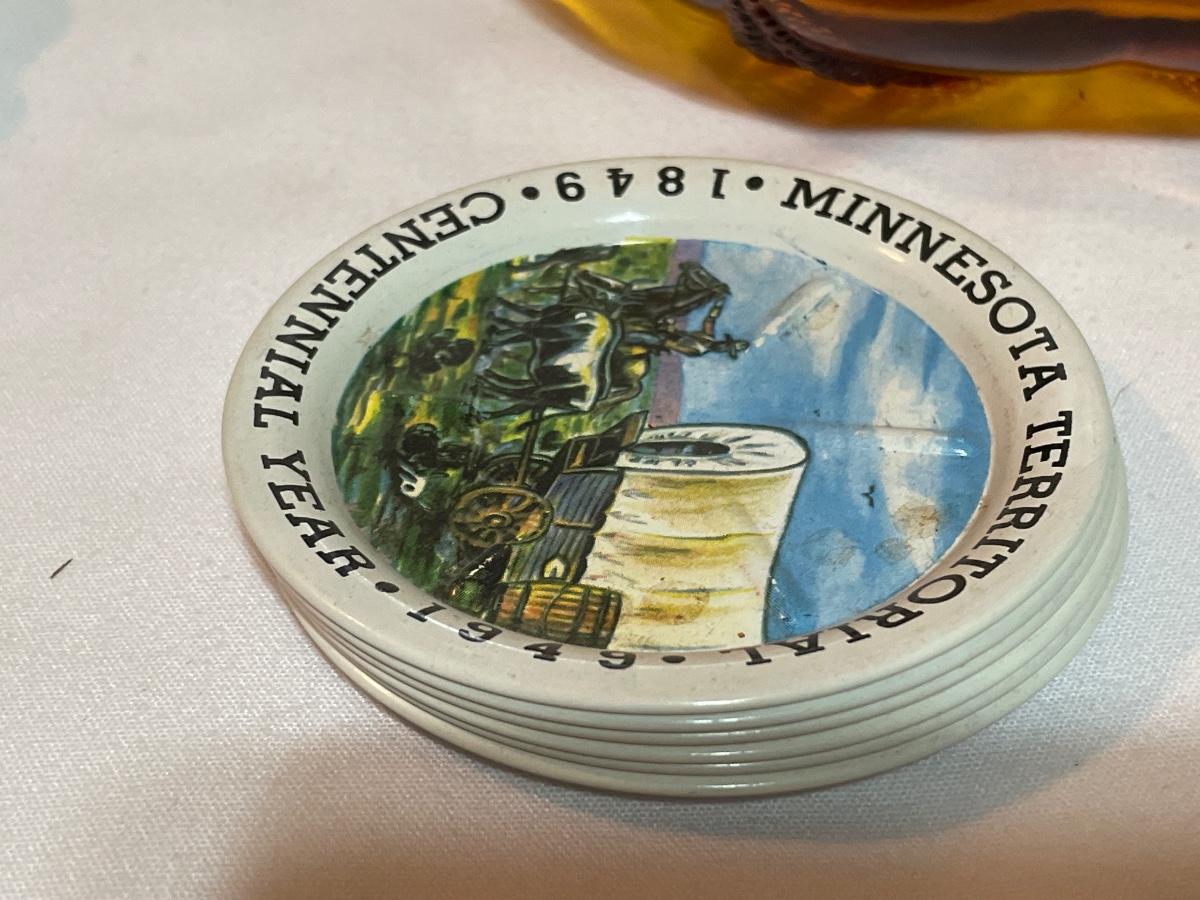 MINNESOTA TERRITORIAL • 1949 • CENTENNIAL YEAR • 1849 •